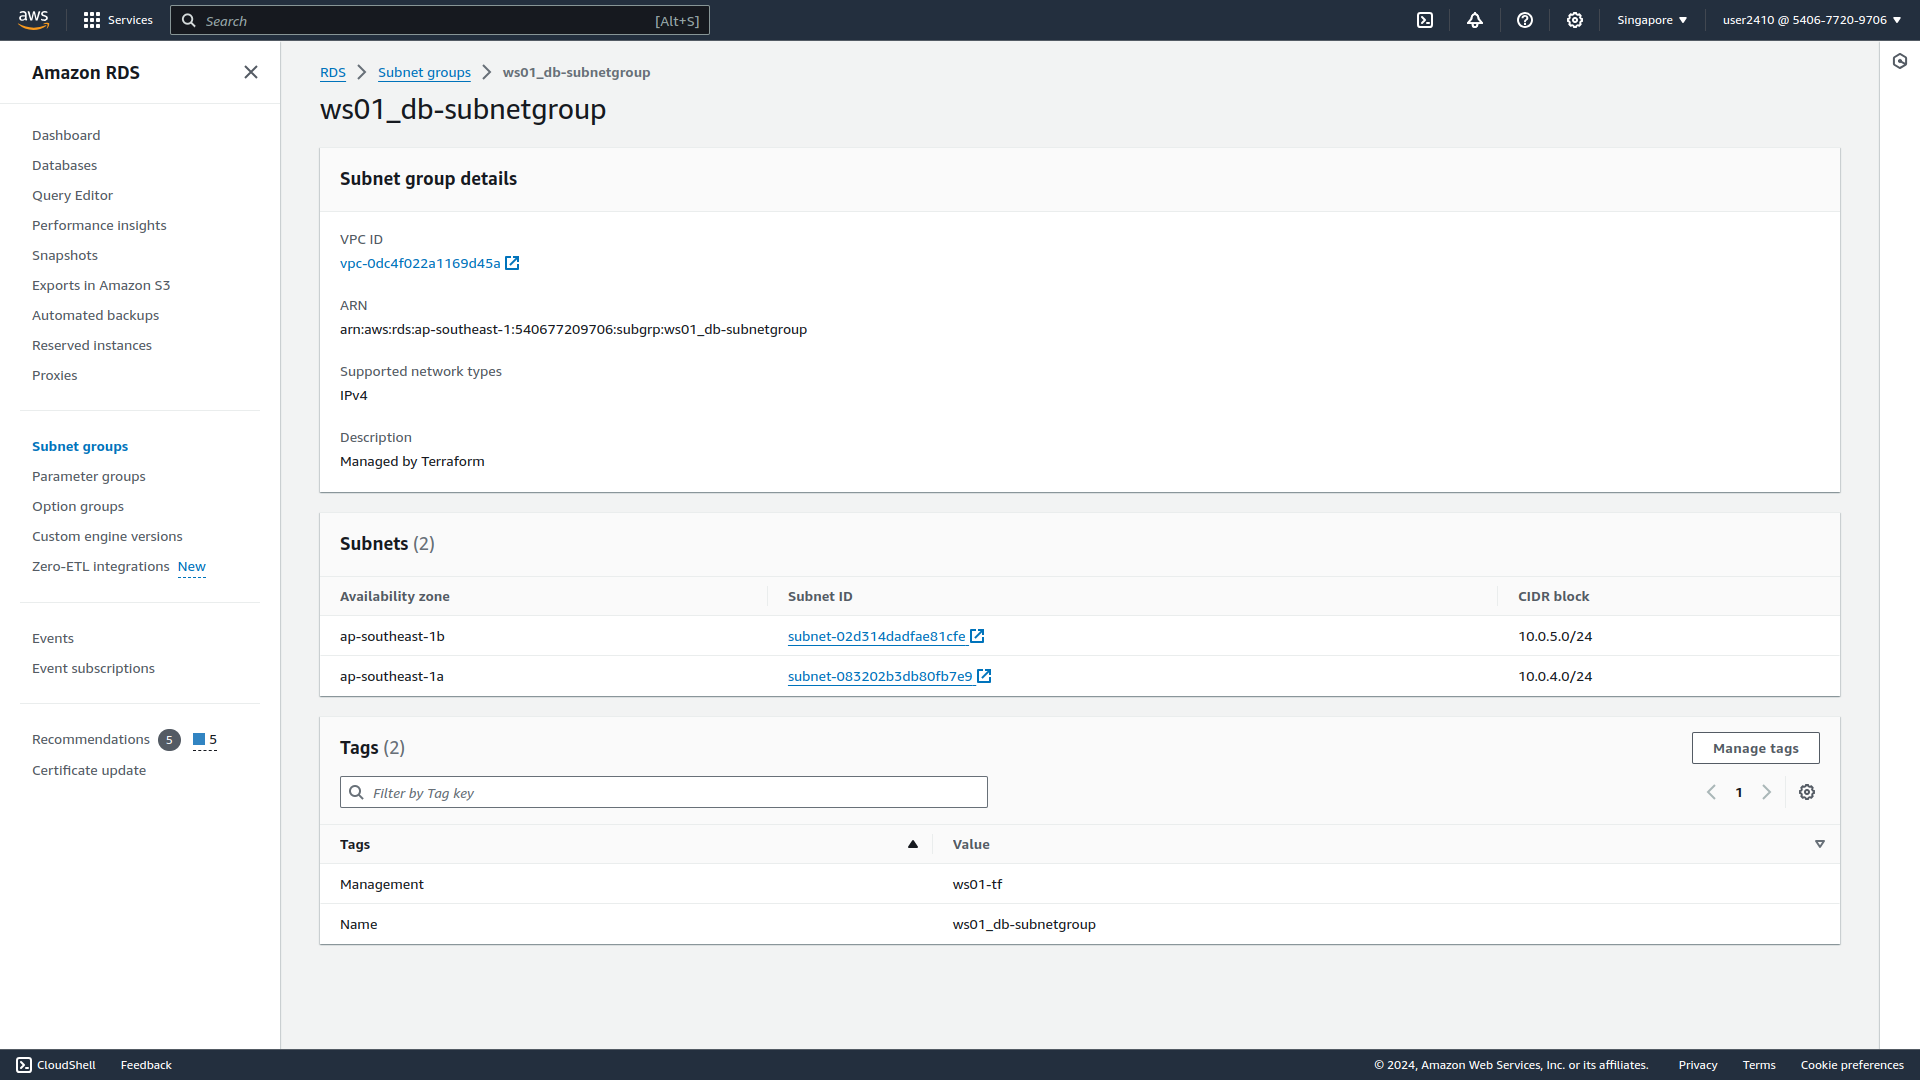 aws
Services
Search
[Alt+S]
Singapore
user2410 @ 5406-7720-9706
Amazon RDS
Dashboard
Databases
Query Editor
Performance insights
Snapshots
Exports in Amazon S3
Automated backups
Reserved instances
Proxies
Subnet groups
Parameter groups
Option groups
Custom engine versions
Zero-ETL integrations New
Events
Event subscriptions
Recommendations 5 5
Certificate update
RDS
Subnet groups
ws01_db-subnetgroup
ws01_db-subnetgroup
Subnet group details
VPC ID
vpc-0dc4f022a1169d45a
ARN
arn:aws:rds:ap-southeast-1:540677209706:subgrp:ws01_db-subnetgroup
Supported network types
IPv4
Description
Managed by Terraform
Subnets (2)
Availability zone Subnet ID CIDR block
ap-southeast-1b subnet-02d314dadfae81cfe 10.0.5.0/24
ap-southeast-1a subnet-083202b3db80fb7e9 10.0.4.0/24
Tags (2)
Manage tags
Filter by Tag key
1
Tags Value
Management ws01-tf
Name ws01_db-subnetgroup
CloudShell
Feedback
© 2024, Amazon Web Services, Inc. or its affiliates.
Privacy
Terms
Cookie preferences